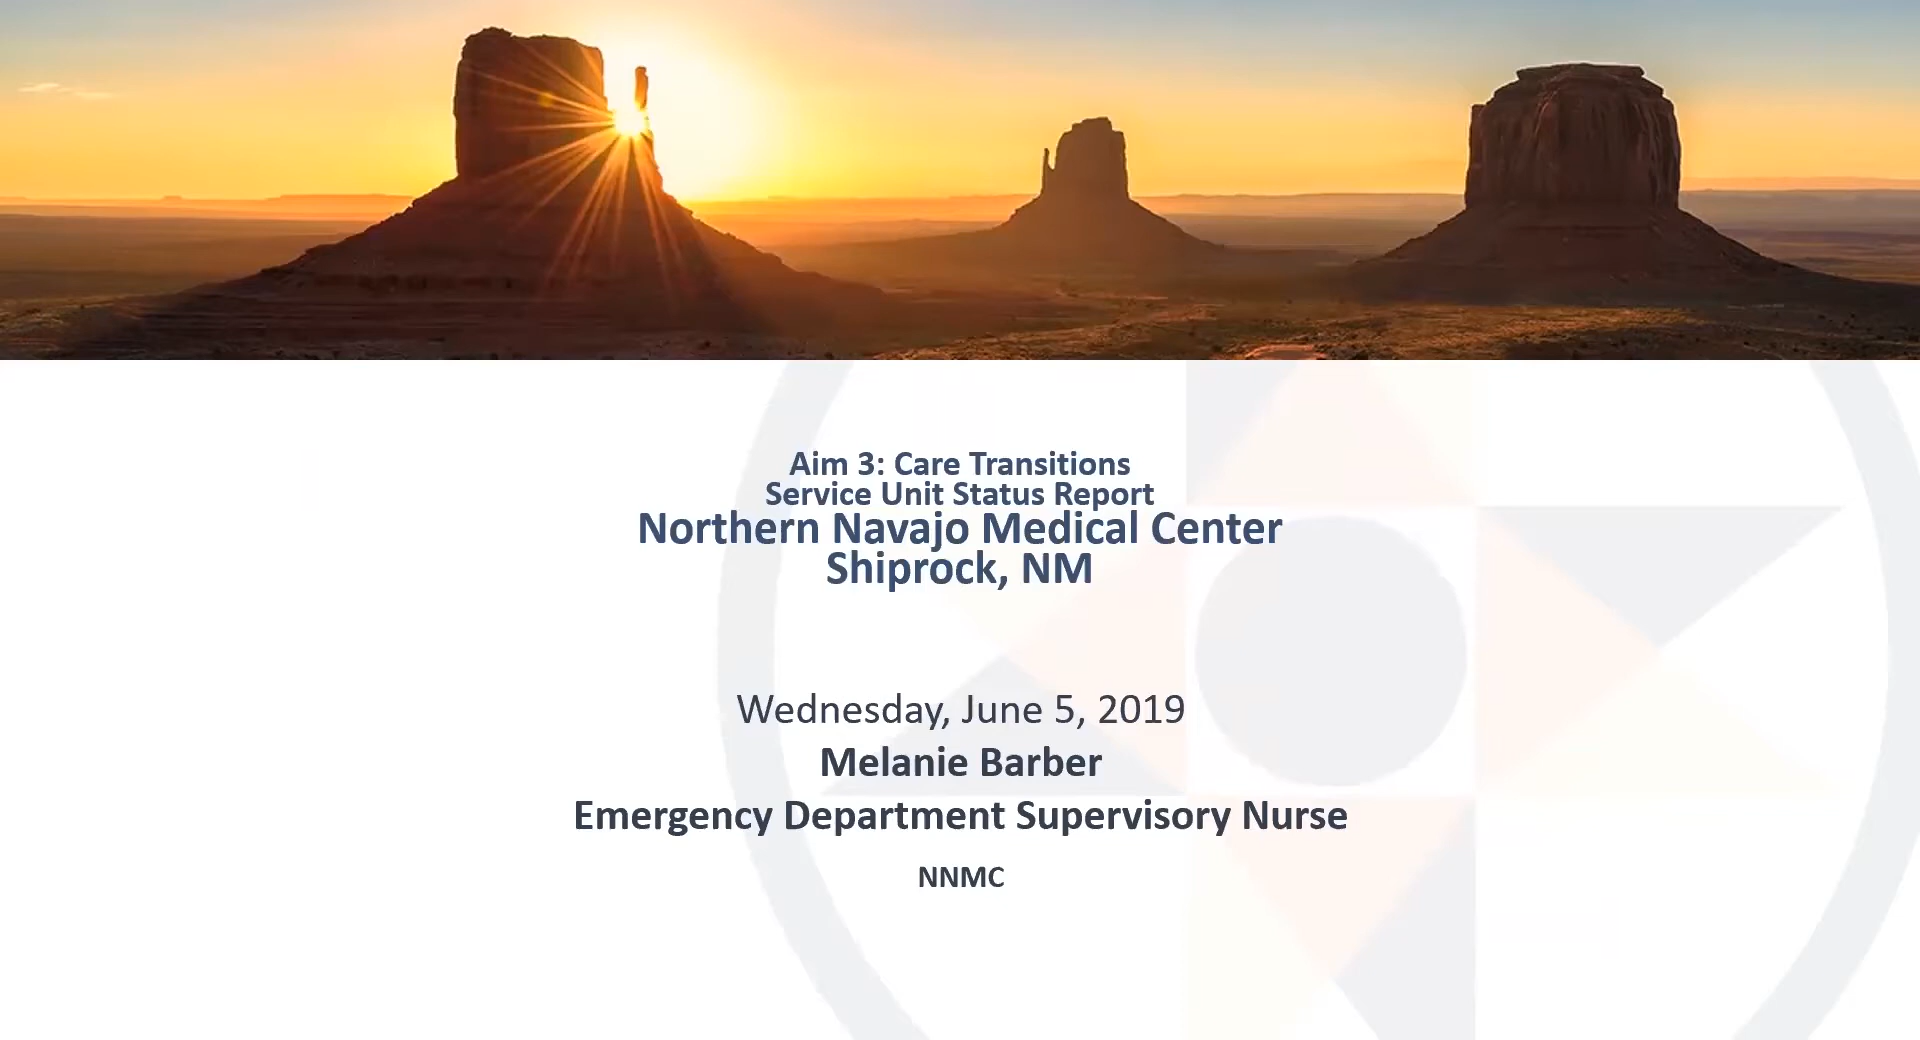 Aim 3: Care Transitions
Service Unit Status Report
Northern Navajo Medical Center
Shiprock, NM
Wednesday, June 5, 2019
Melanie Barber
Emergency Department Supervisory Nurse
NNMC